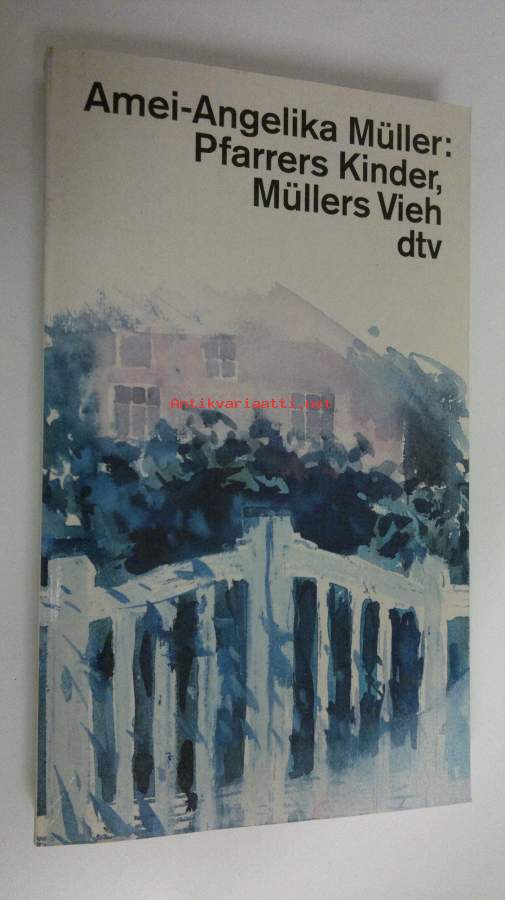 Amei-Angelika Müller:
Pfarrers Kinder,
Müllers Vieh
dtv
Antikvariaatti.net